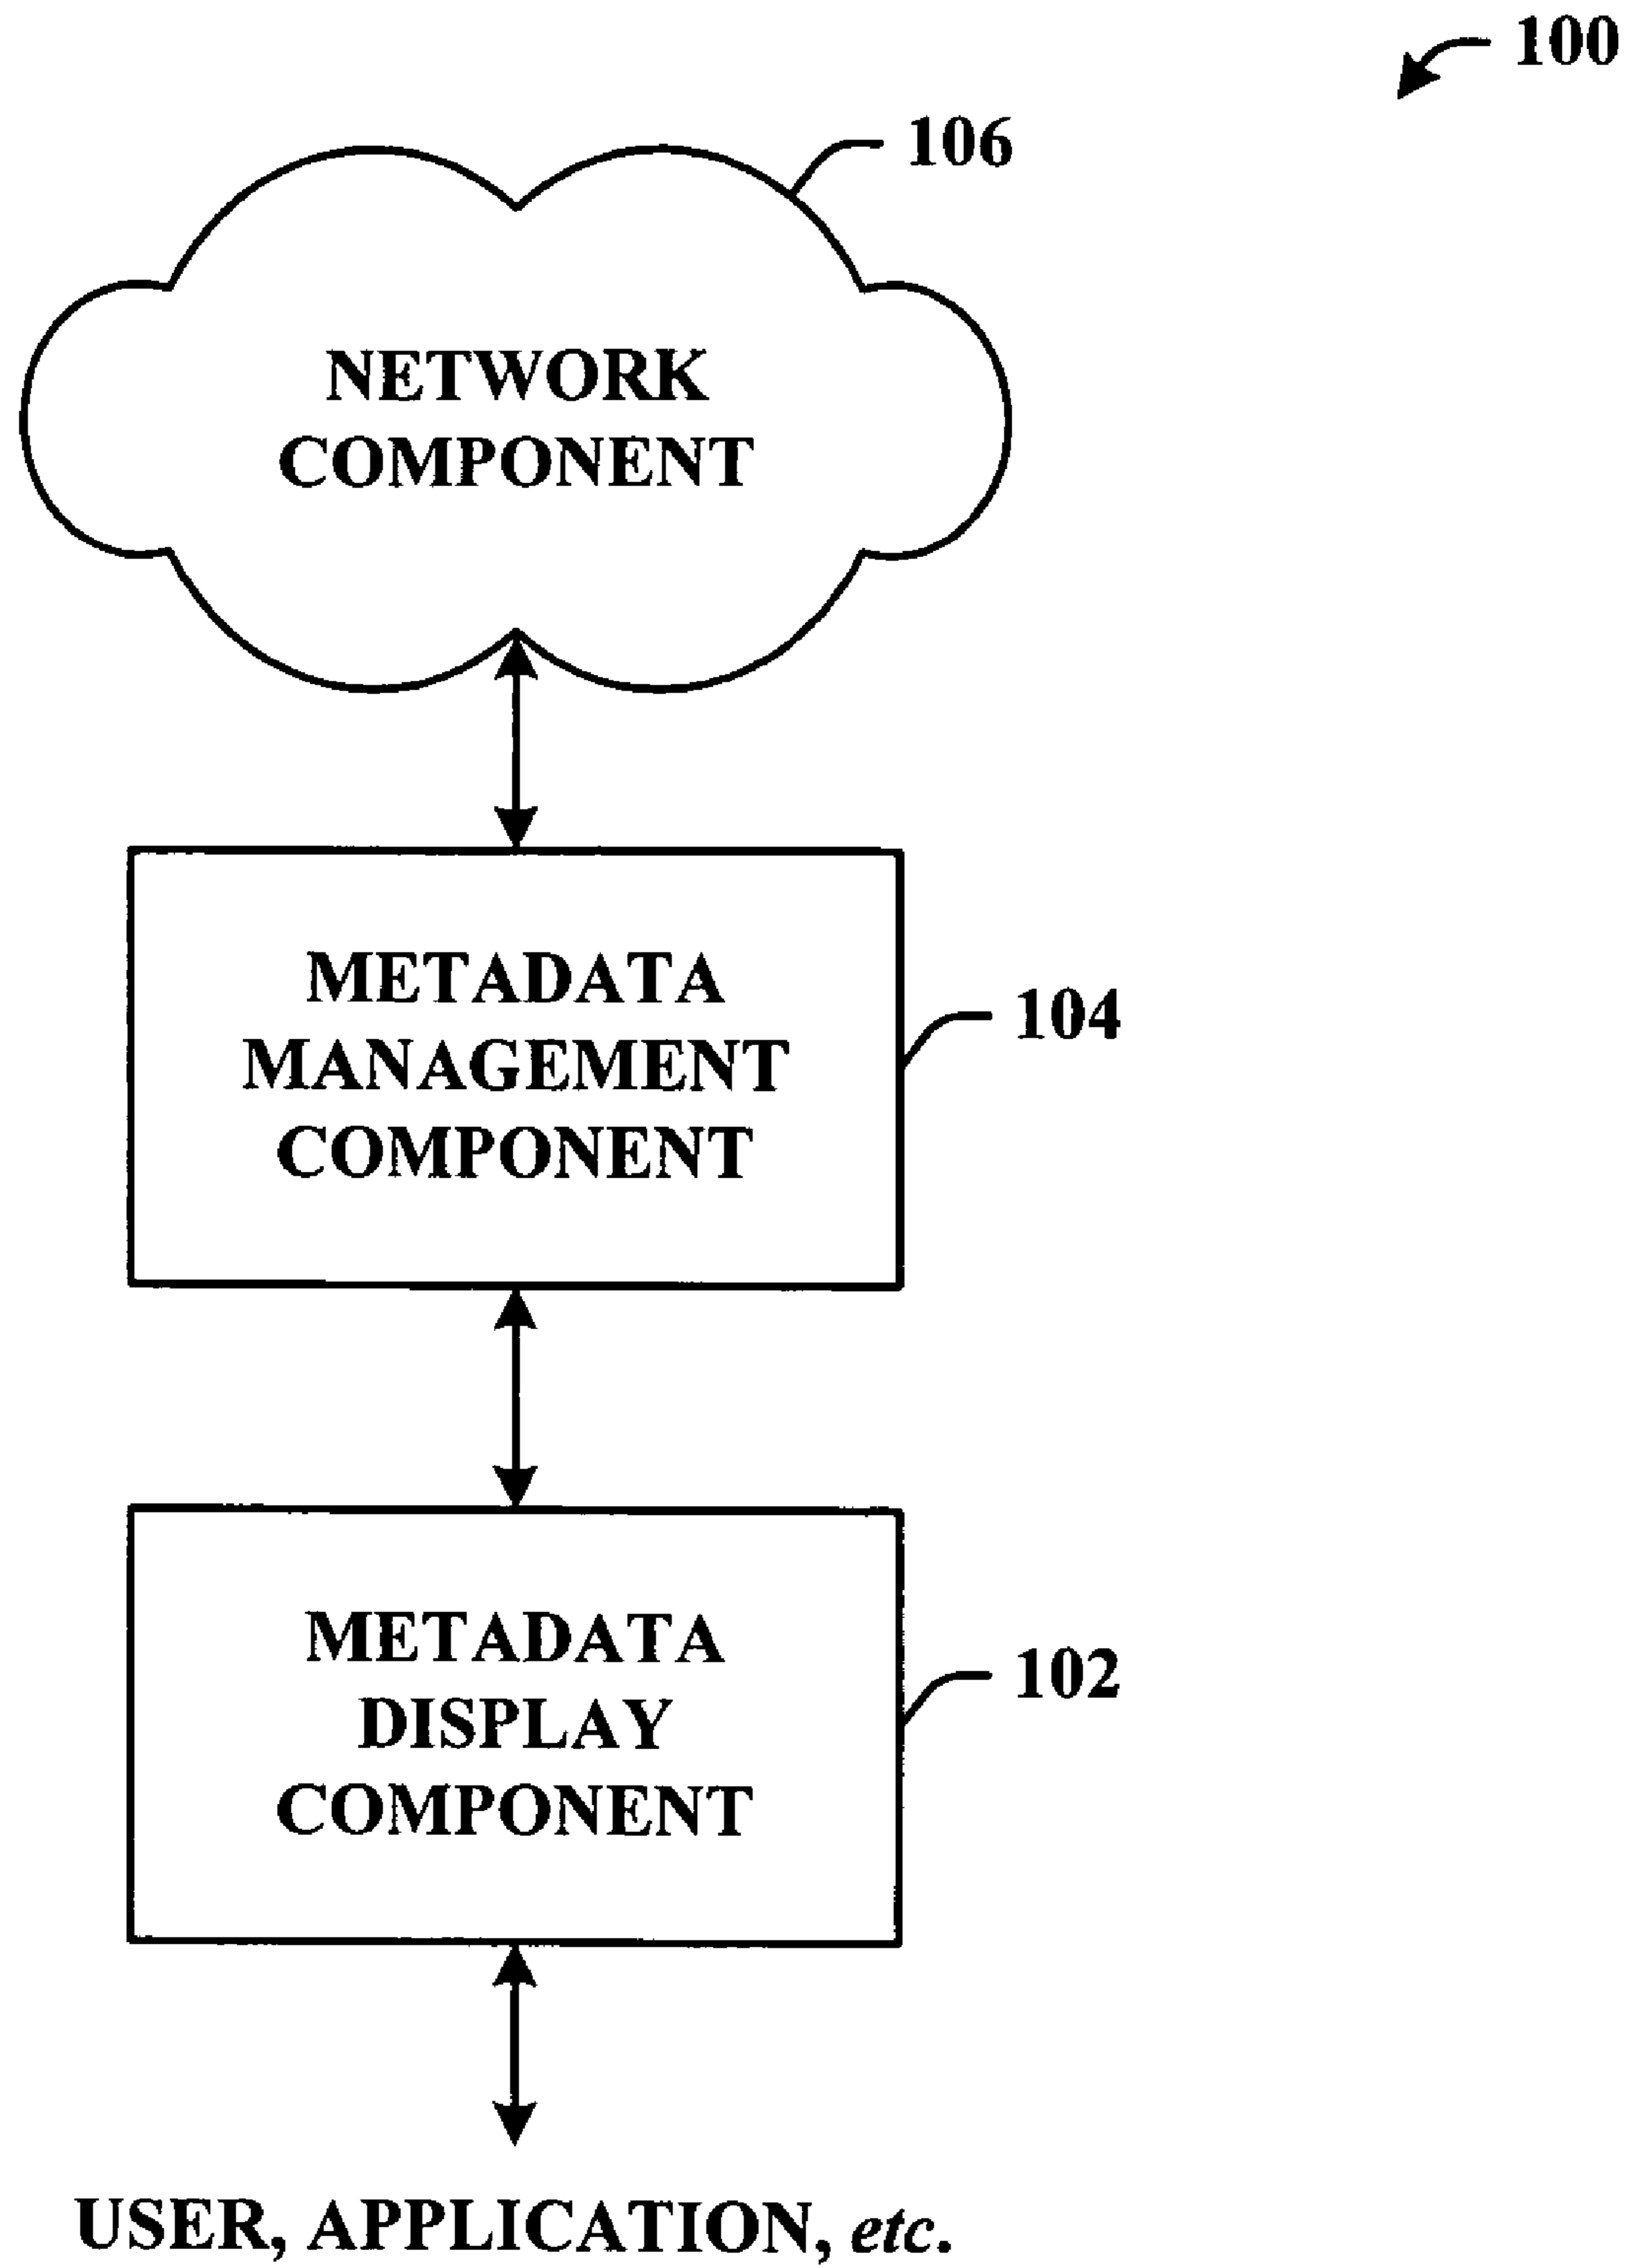 100
106
NETWORK
COMPONENT
METADATA
MANAGEMENT
COMPONENT
104
METADATA
DISPLAY
COMPONENT
102
USER, APPLICATION, etc.